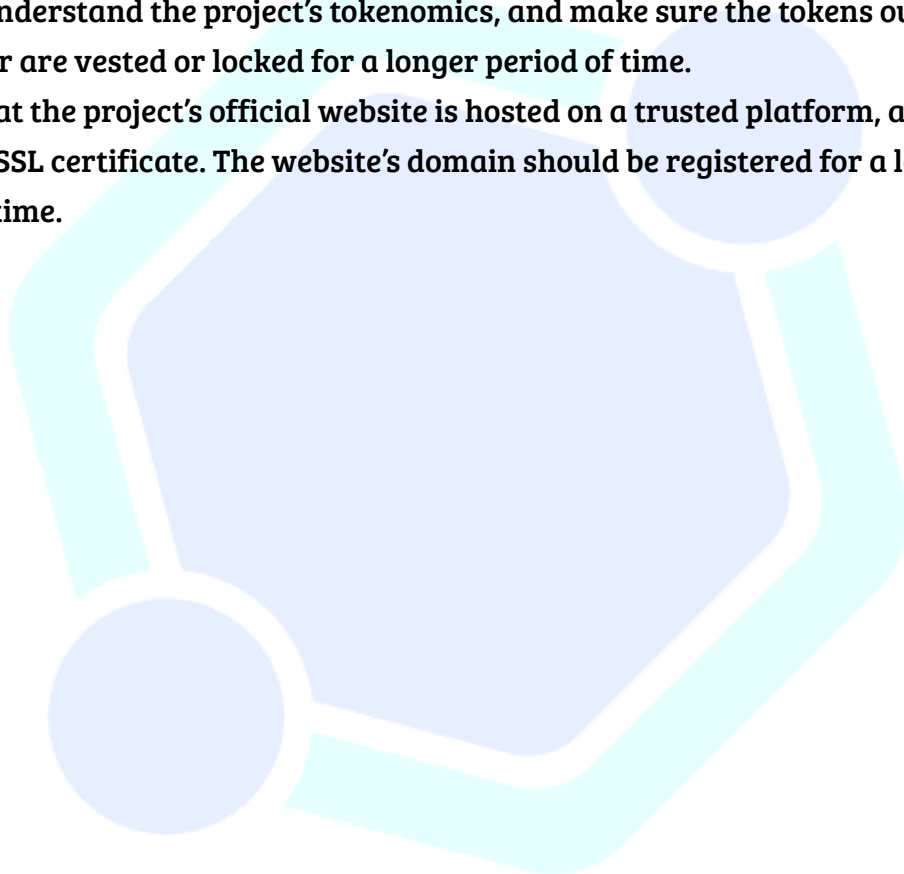 nderstand the project’s tokenomics, and make sure the tokens ou
r are vested or locked for a longer period of time.
at the project’s official website is hosted on a trusted platform, a
SSL certificate. The website’s domain should be registered for a l
time.